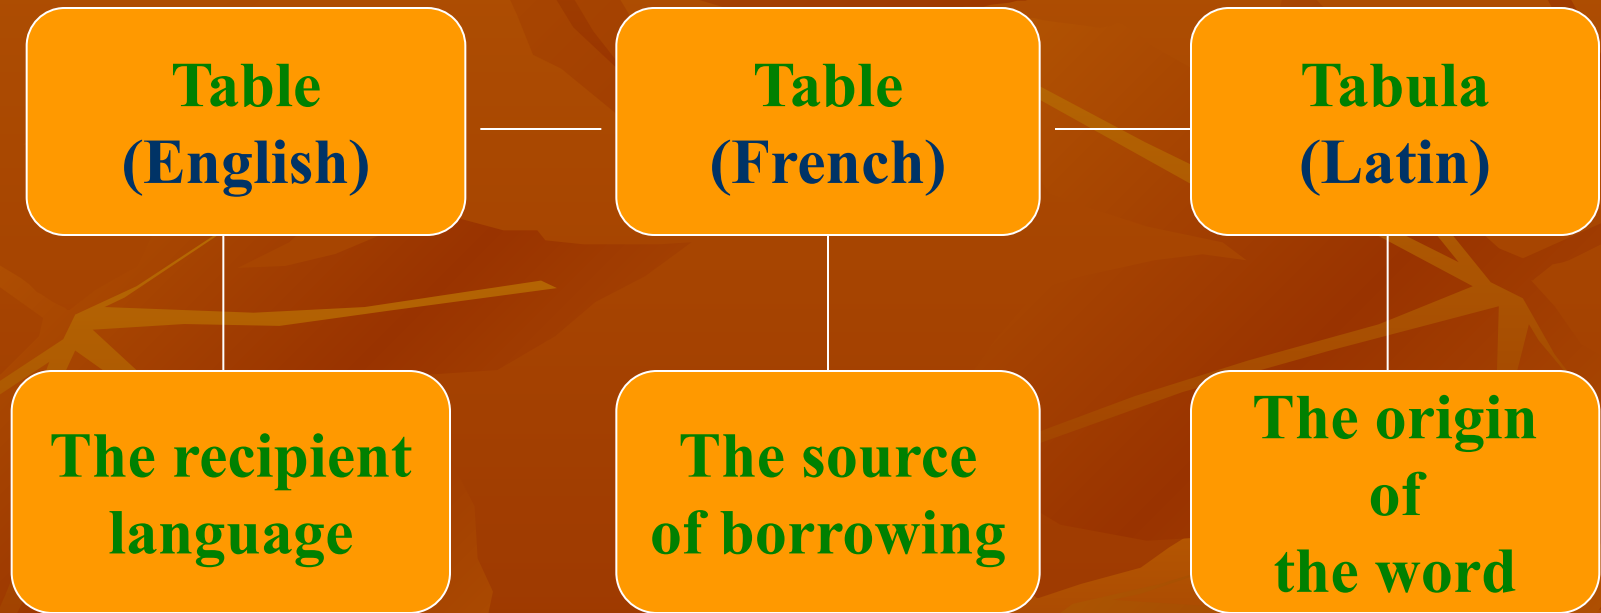 Table
(English)
Table
(French)
Tabula
(Latin)
The recipient
language
The source
of borrowing
The origin
of
the word